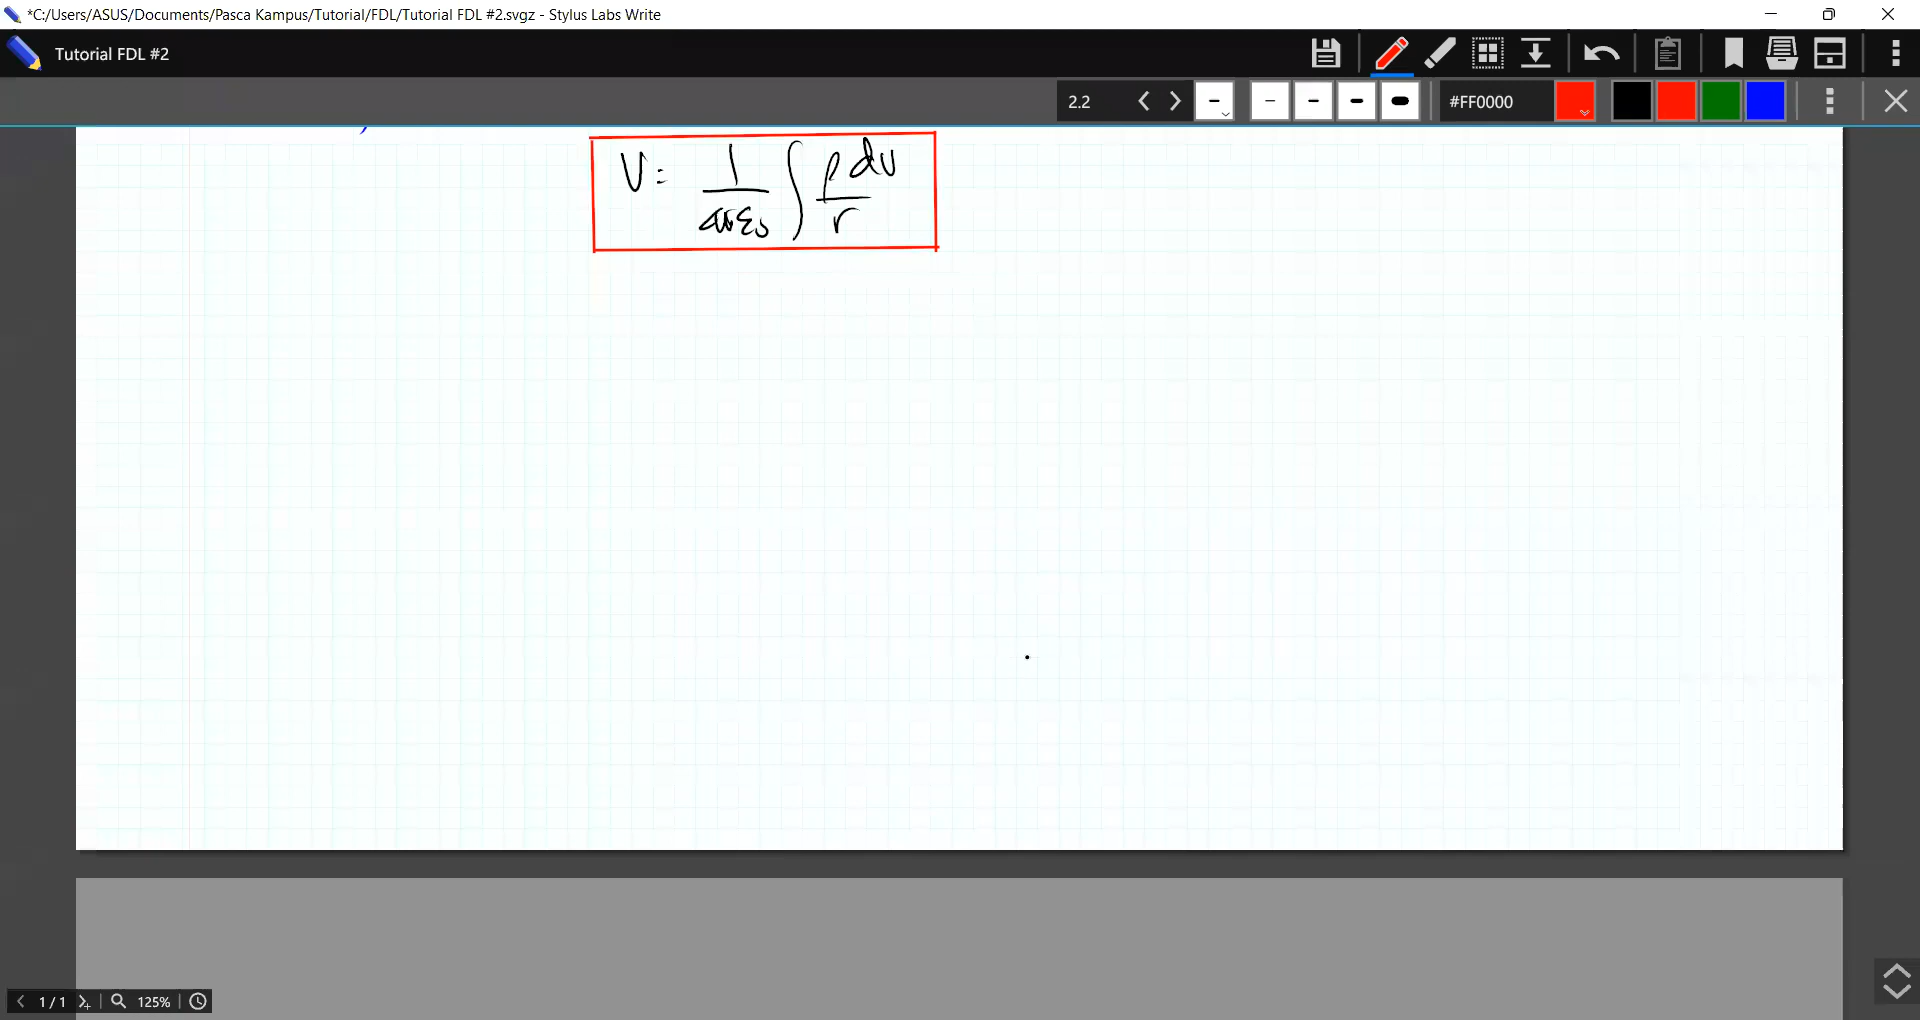 *C:/Users/ASUS/Documents/Pasca Kampus/Tutorial/FDL/Tutorial FDL #2.svgz - Stylus Labs Write
Tutorial FDL #2
2.2
#FF0000
V = 1/4πε₀ ∫ ρ dv / r
1 / 1
125%